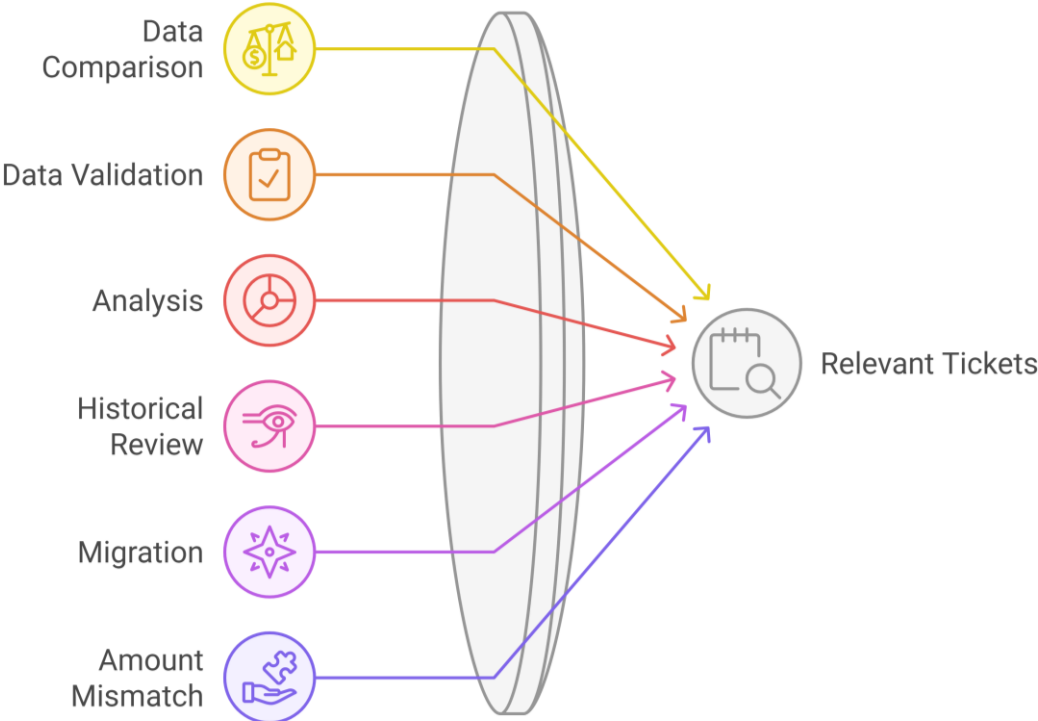 Data
Comparison
Data Validation
Analysis
Historical
Review
Migration
Amount
Mismatch
Relevant Tickets